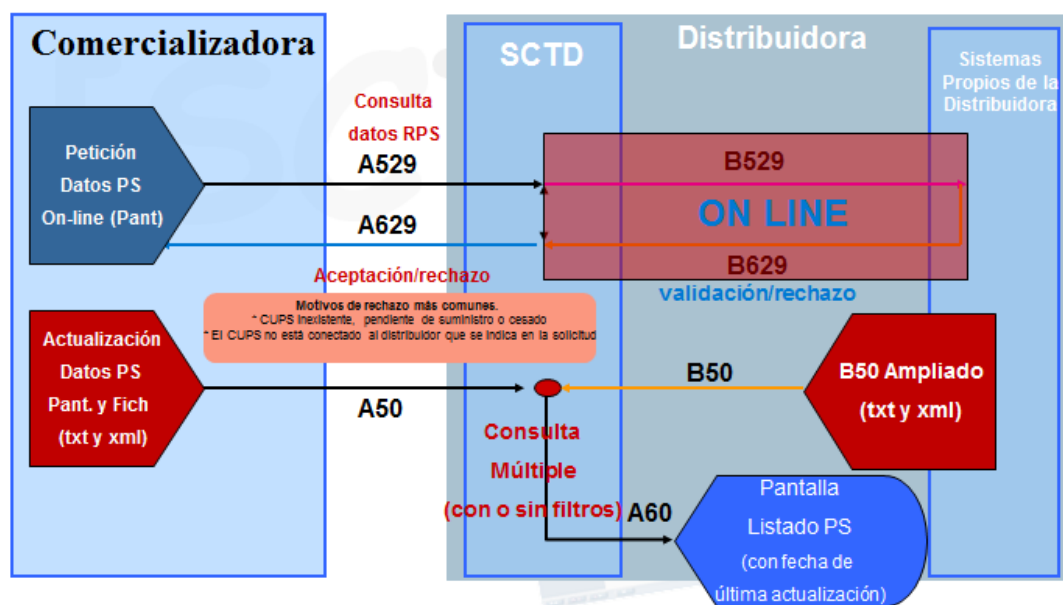 Comercializadora
Distribuidora
SCTD
Sistemas
Propios de la
Distribuidora
Petición
Datos PS
On-line (Pant)
Consulta
datos RPS
A529
B529
ON LINE
A629
B629
Aceptación/rechazo
validación/rechazo
Motivos de rechazo más comunes.
* CUPS Inexistente, pendiente de suministro o cesado
* El CUPS no está conectado al distribuidor que se indica en la solicitud
Actualización
Datos PS
Pant. y Fich
(txt y xml)
A50
B50
B50 Ampliado
(txt y xml)
Consulta
Múltiple
(con o sin filtros)
A60
Pantalla
Listado PS
(con fecha de
última actualización)